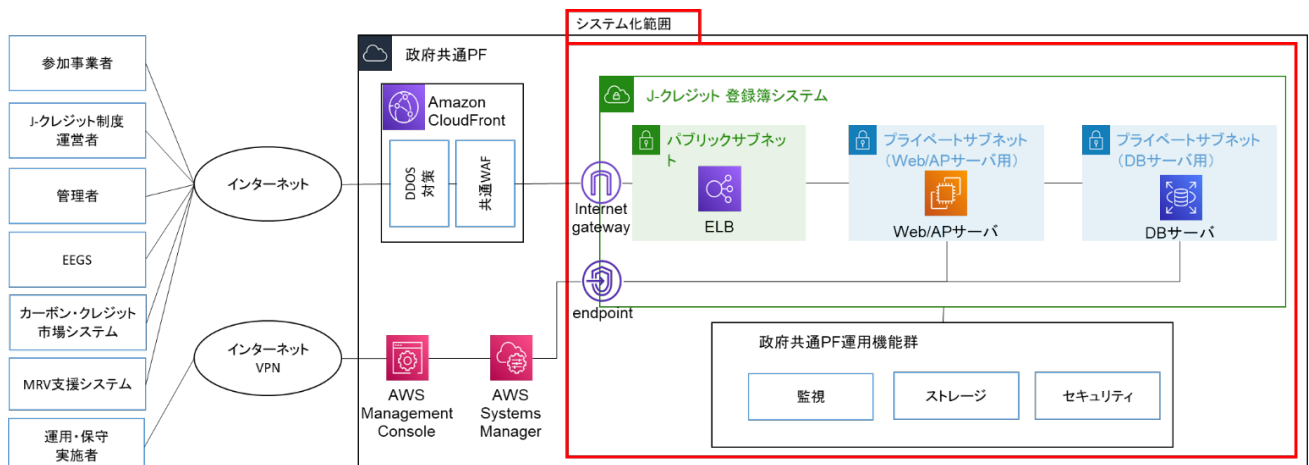 システム化範囲
政府共通PF
参加事業者
J-クレジット制度
運営者
管理者
EEGS
カーボン・クレジット
市場システム
MRV支援システム
運用・保守
実施者
インターネット
インターネット
VPN
Amazon
CloudFront
DDOS
対策
共通WAF
AWS
Management
Console
AWS
Systems
Manager
Internet
gateway
endpoint
J-クレジット 登録簿システム
パブリックサブネッ
ト
ELB
プライベートサブネット
（Web/APサーバ用）
Web/APサーバ
プライベートサブネット
（DBサーバ用）
DBサーバ
政府共通PF運用機能群
監視
ストレージ
セキュリティ